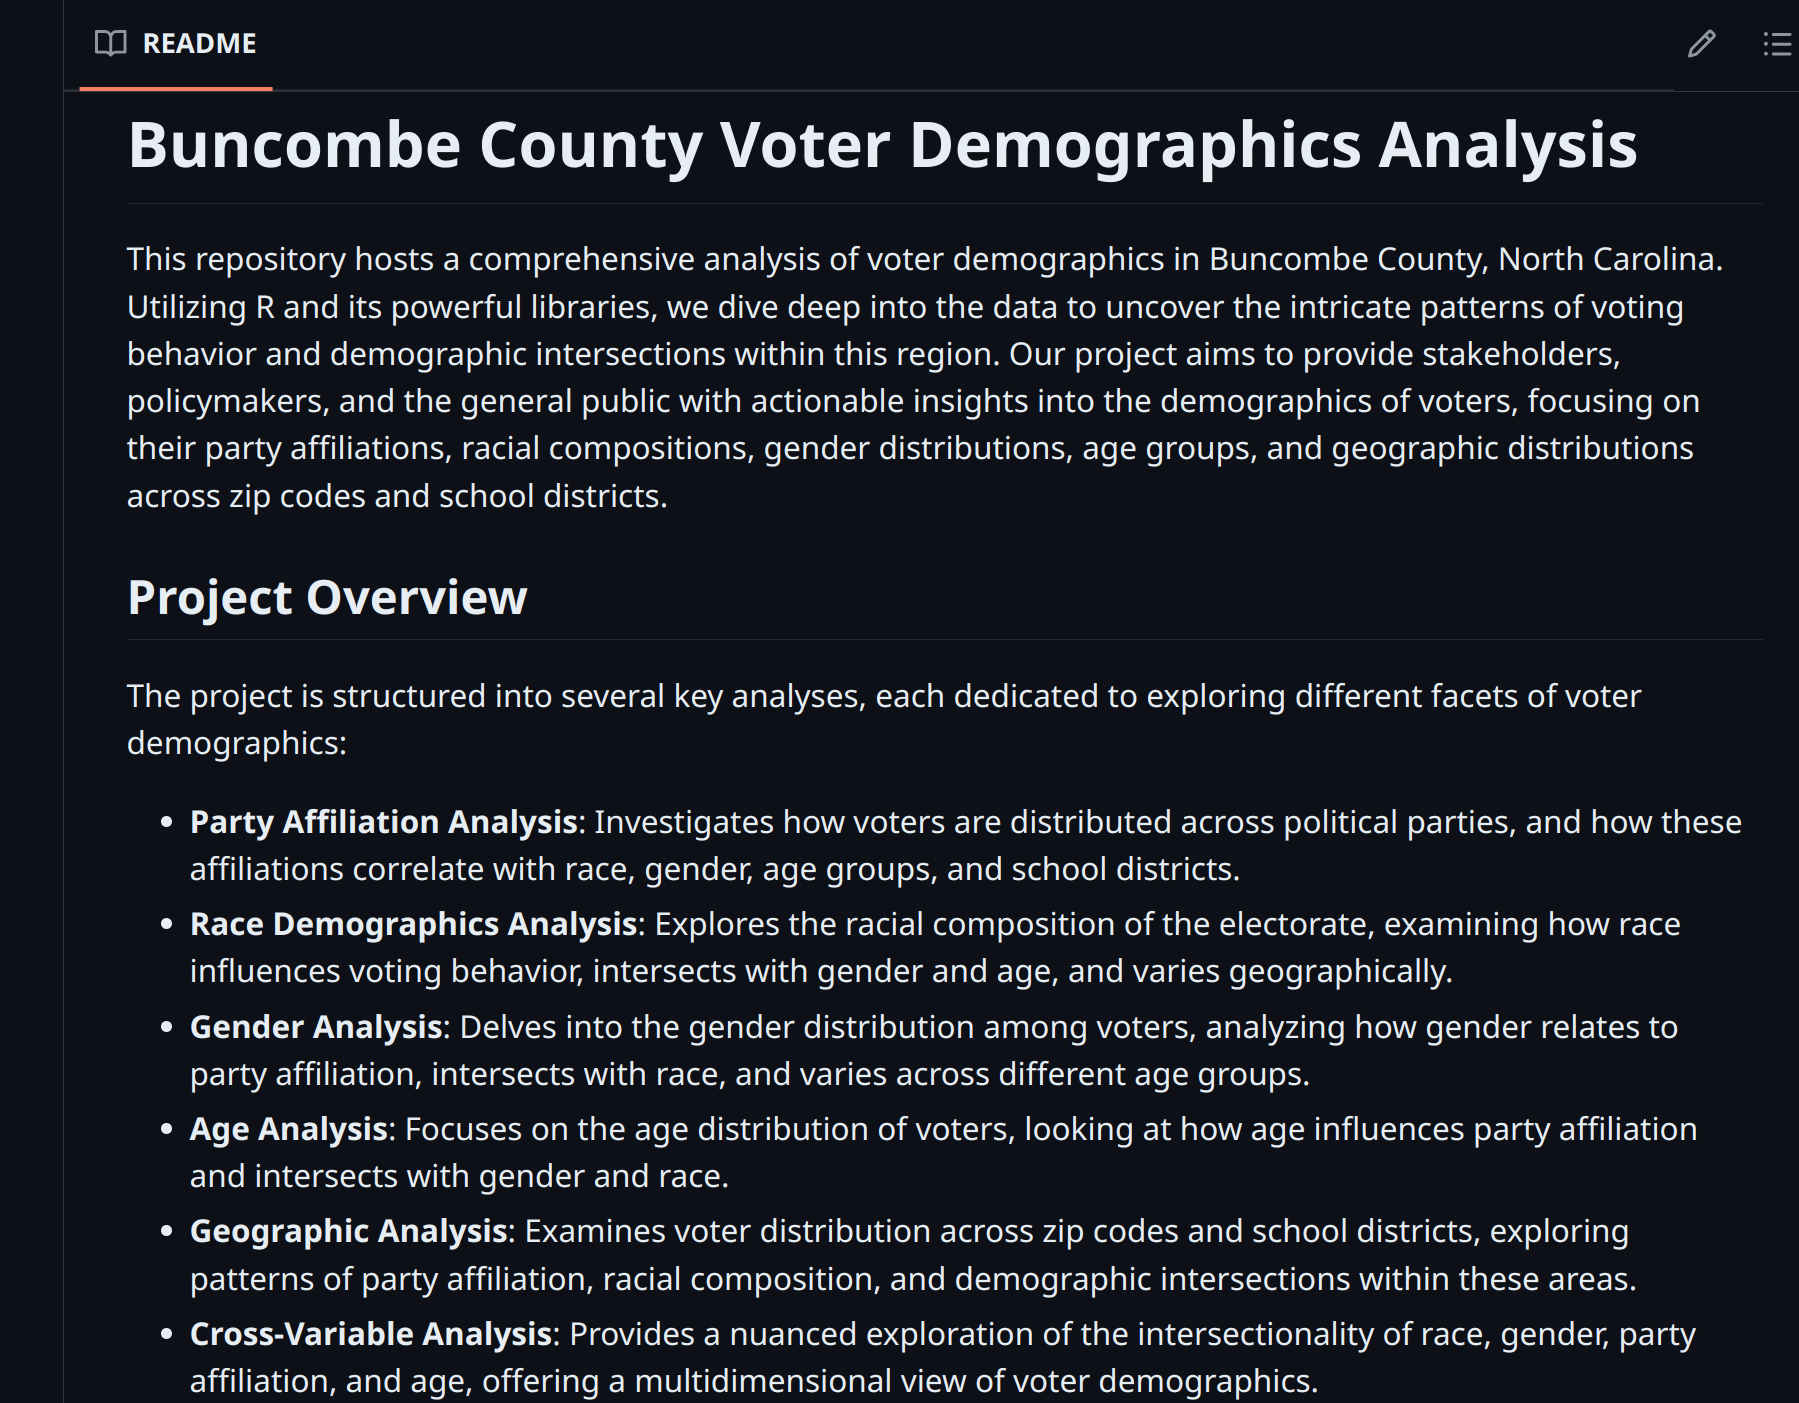 README
Buncombe County Voter Demographics Analysis
This repository hosts a comprehensive analysis of voter demographics in Buncombe County, North Carolina.
Utilizing R and its powerful libraries, we dive deep into the data to uncover the intricate patterns of voting
behavior and demographic intersections within this region. Our project aims to provide stakeholders,
policymakers, and the general public with actionable insights into the demographics of voters, focusing on
their party affiliations, racial compositions, gender distributions, age groups, and geographic distributions
across zip codes and school districts.
Project Overview
The project is structured into several key analyses, each dedicated to exploring different facets of voter
demographics:
• Party Affiliation Analysis: Investigates how voters are distributed across political parties, and how these
affiliations correlate with race, gender, age groups, and school districts.
• Race Demographics Analysis: Explores the racial composition of the electorate, examining how race
influences voting behavior, intersects with gender and age, and varies geographically.
• Gender Analysis: Delves into the gender distribution among voters, analyzing how gender relates to
party affiliation, intersects with race, and varies across different age groups.
• Age Analysis: Focuses on the age distribution of voters, looking at how age influences party affiliation
and intersects with gender and race.
• Geographic Analysis: Examines voter distribution across zip codes and school districts, exploring
patterns of party affiliation, racial composition, and demographic intersections within these areas.
• Cross-Variable Analysis: Provides a nuanced exploration of the intersectionality of race, gender, party
affiliation, and age, offering a multidimensional view of voter demographics.